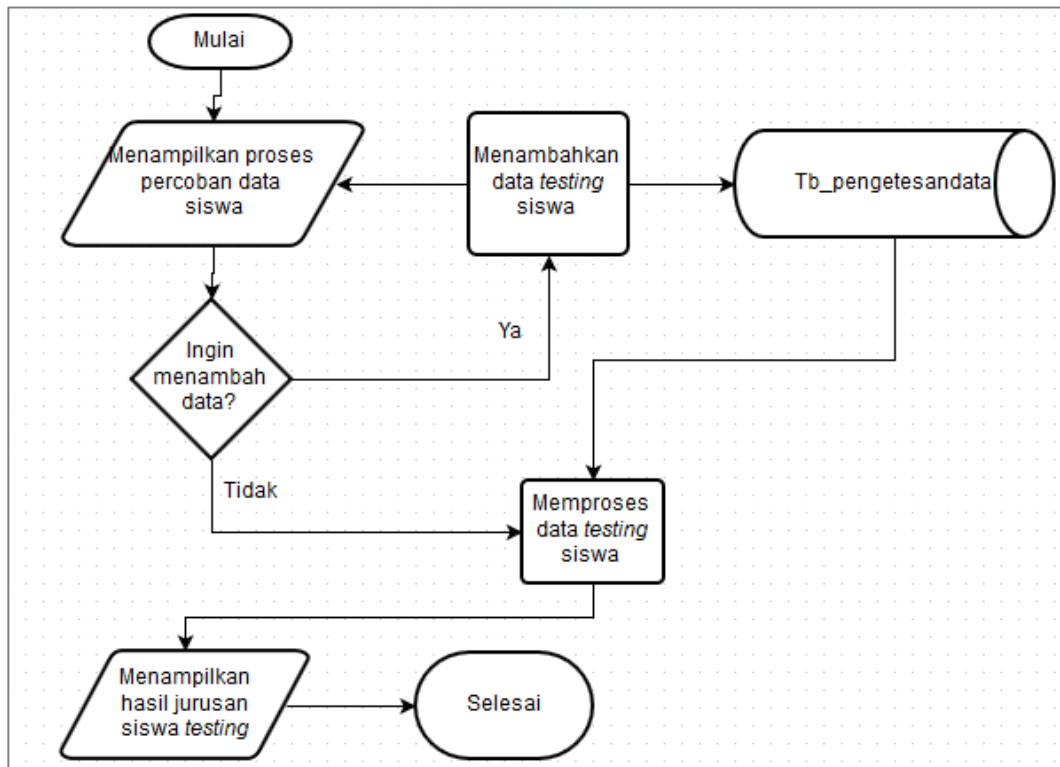 Mulai
Menampilkan proses
percoban data
siswa
Menambahkan
data testing
siswa
Tb_pengetesandata
Ingin
menambah
data?
Ya
Tidak
Memproses
data testing
siswa
Menampilkan
hasil jurusan
siswa testing
Selesai